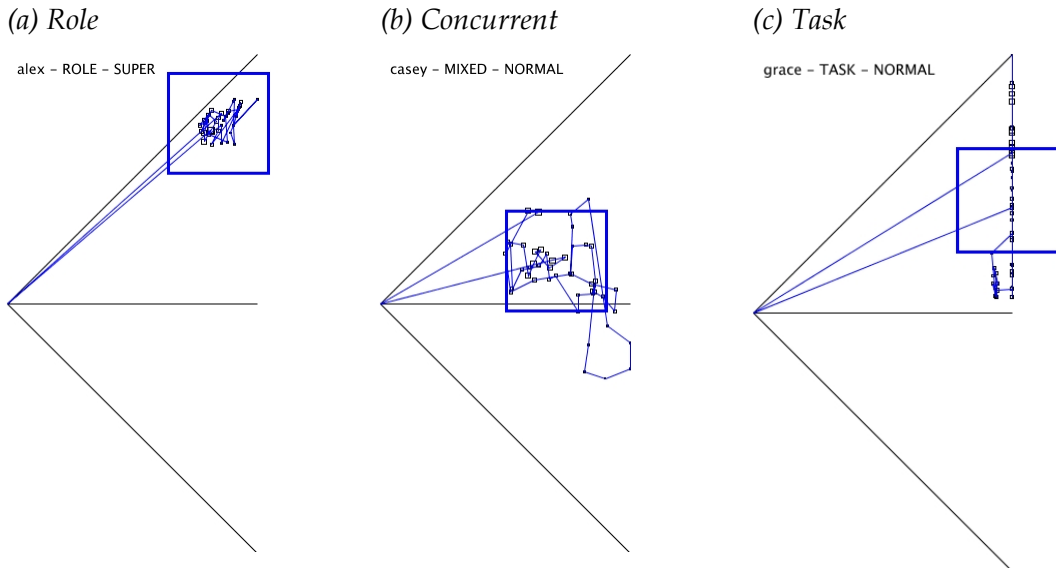 (a) Role
(b) Concurrent
(c) Task
alex – ROLE – SUPER
casey – MIXED – NORMAL
grace – TASK – NORMAL